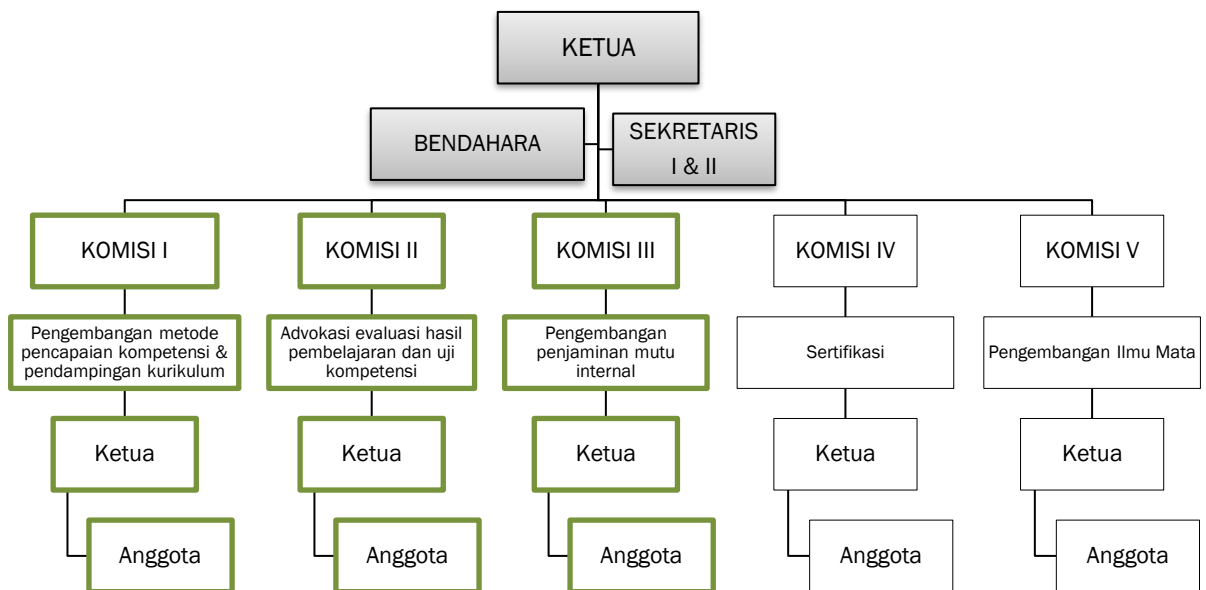 KETUA
BENDAHARA
SEKRETARIS
I & II
KOMISI I
KOMISI II
KOMISI III
KOMISI IV
KOMISI V
Pengembangan metode
pencapaian kompetensi &
pendampingan kurikulum
Advokasi evaluasi hasil
pembelajaran dan uji
kompetensi
Pengembangan
penjaminan mutu
internal
Sertifikasi
Pengembangan Ilmu Mata
Ketua
Ketua
Ketua
Ketua
Ketua
Anggota
Anggota
Anggota
Anggota
Anggota